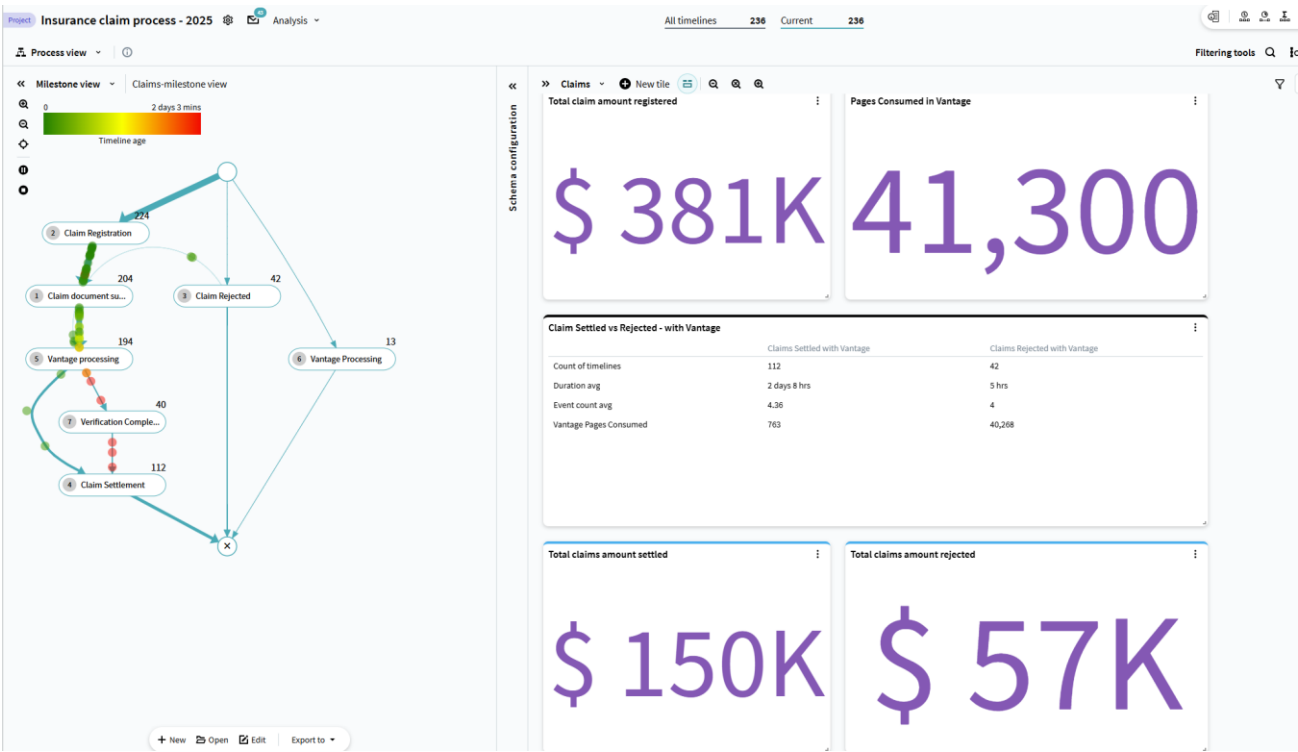 Project Insurance claim process - 2025 Analysis
All timelines 236 Current 236
Process view
Filtering tools
Milestone view Claims-milestone view
0 2 days 3 mins
Timeline age
224
2 Claim Registration
204
1 Claim document su...
42
3 Claim Rejected
194
5 Vantage processing
13
6 Vantage Processing
40
7 Verification Comple...
112
4 Claim Settlement
+ New Open Edit Export to
Schema configuration
Claims New tile
Total claim amount registered
$ 381K
Pages Consumed in Vantage
41,300
Claim Settled vs Rejected - with Vantage
Claims Settled with Vantage Claims Rejected with Vantage
Count of timelines 112 42
Duration avg 2 days 8 hrs 5 hrs
Event count avg 4.36 4
Vantage Pages Consumed 763 40,268
Total claims amount settled
$ 150K
Total claims amount rejected
$ 57K